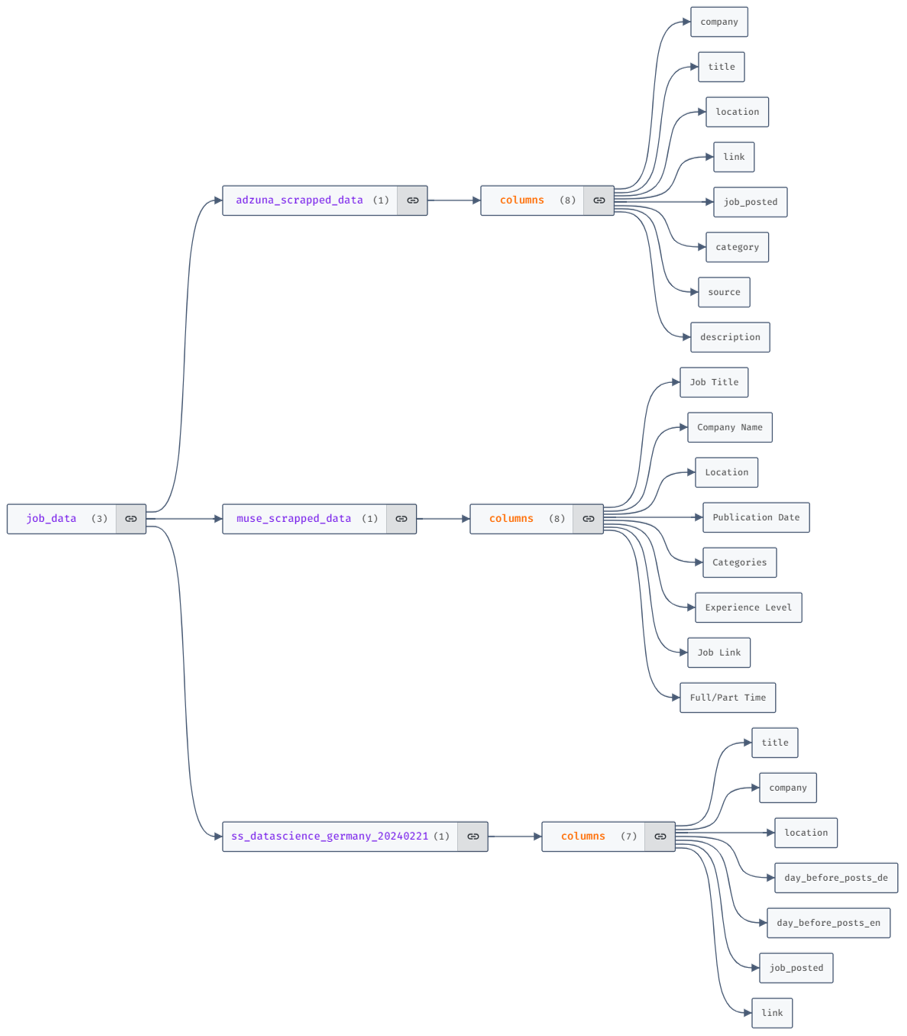 job_data (3)
adzuna_scrapped_data (1)
columns (8)
company
title
location
link
job_posted
category
source
description
muse_scrapped_data (1)
columns (8)
Job Title
Company Name
Location
Publication Date
Categories
Experience Level
Job Link
Full/Part Time
ss_datascience_germany_20240221 (1)
columns (7)
title
company
location
day_before_posts_de
day_before_posts_en
job_posted
link